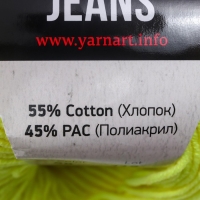 JEANS
www.yarnart.info
55% Cotton (Хлопок)
45% PAC (Полиакрил)